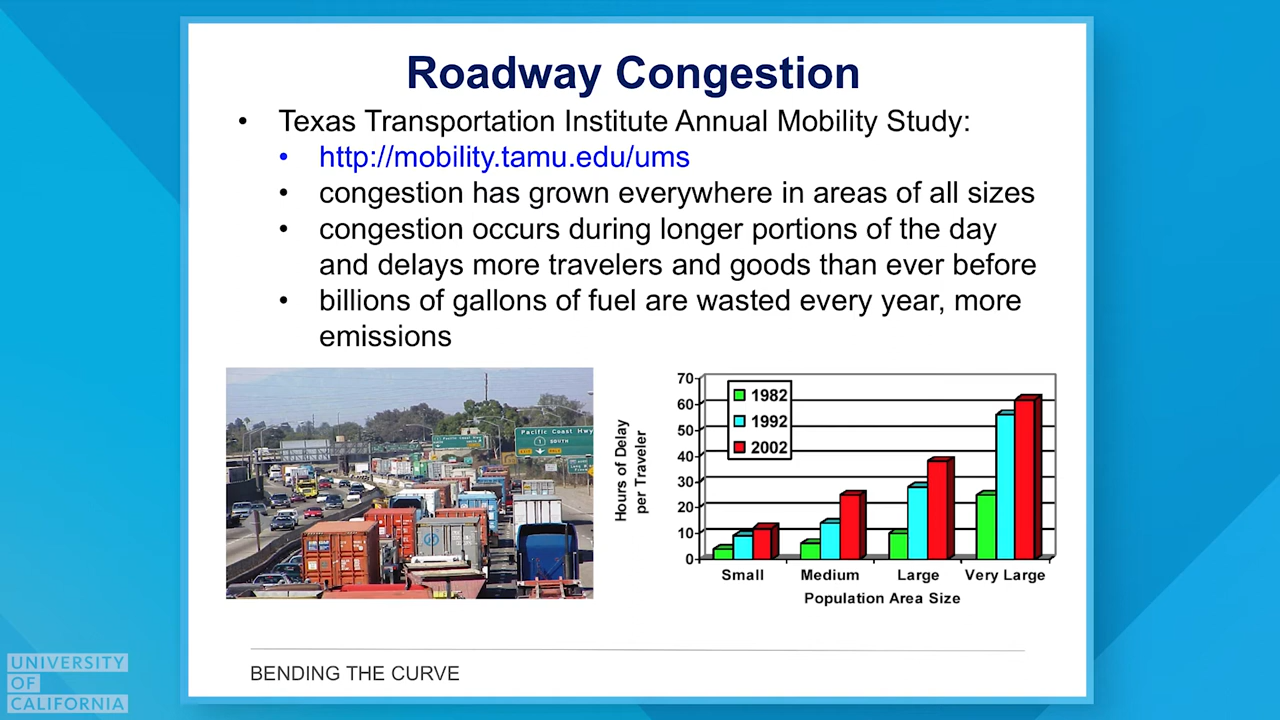 Roadway Congestion
• Texas Transportation Institute Annual Mobility Study:
• http://mobility.tamu.edu/ums
• congestion has grown everywhere in areas of all sizes
• congestion occurs during longer portions of the day
and delays more travelers and goods than ever before
• billions of gallons of fuel are wasted every year, more
emissions
Pacific Coast Hwy
1 SOUTH
Hours of Delay
per Traveler
70
60
50
40
30
20
10
0
1982
1992
2002
Small Medium Large Very Large
Population Area Size
BENDING THE CURVE
UNIVERSITY
OF
CALIFORNIA